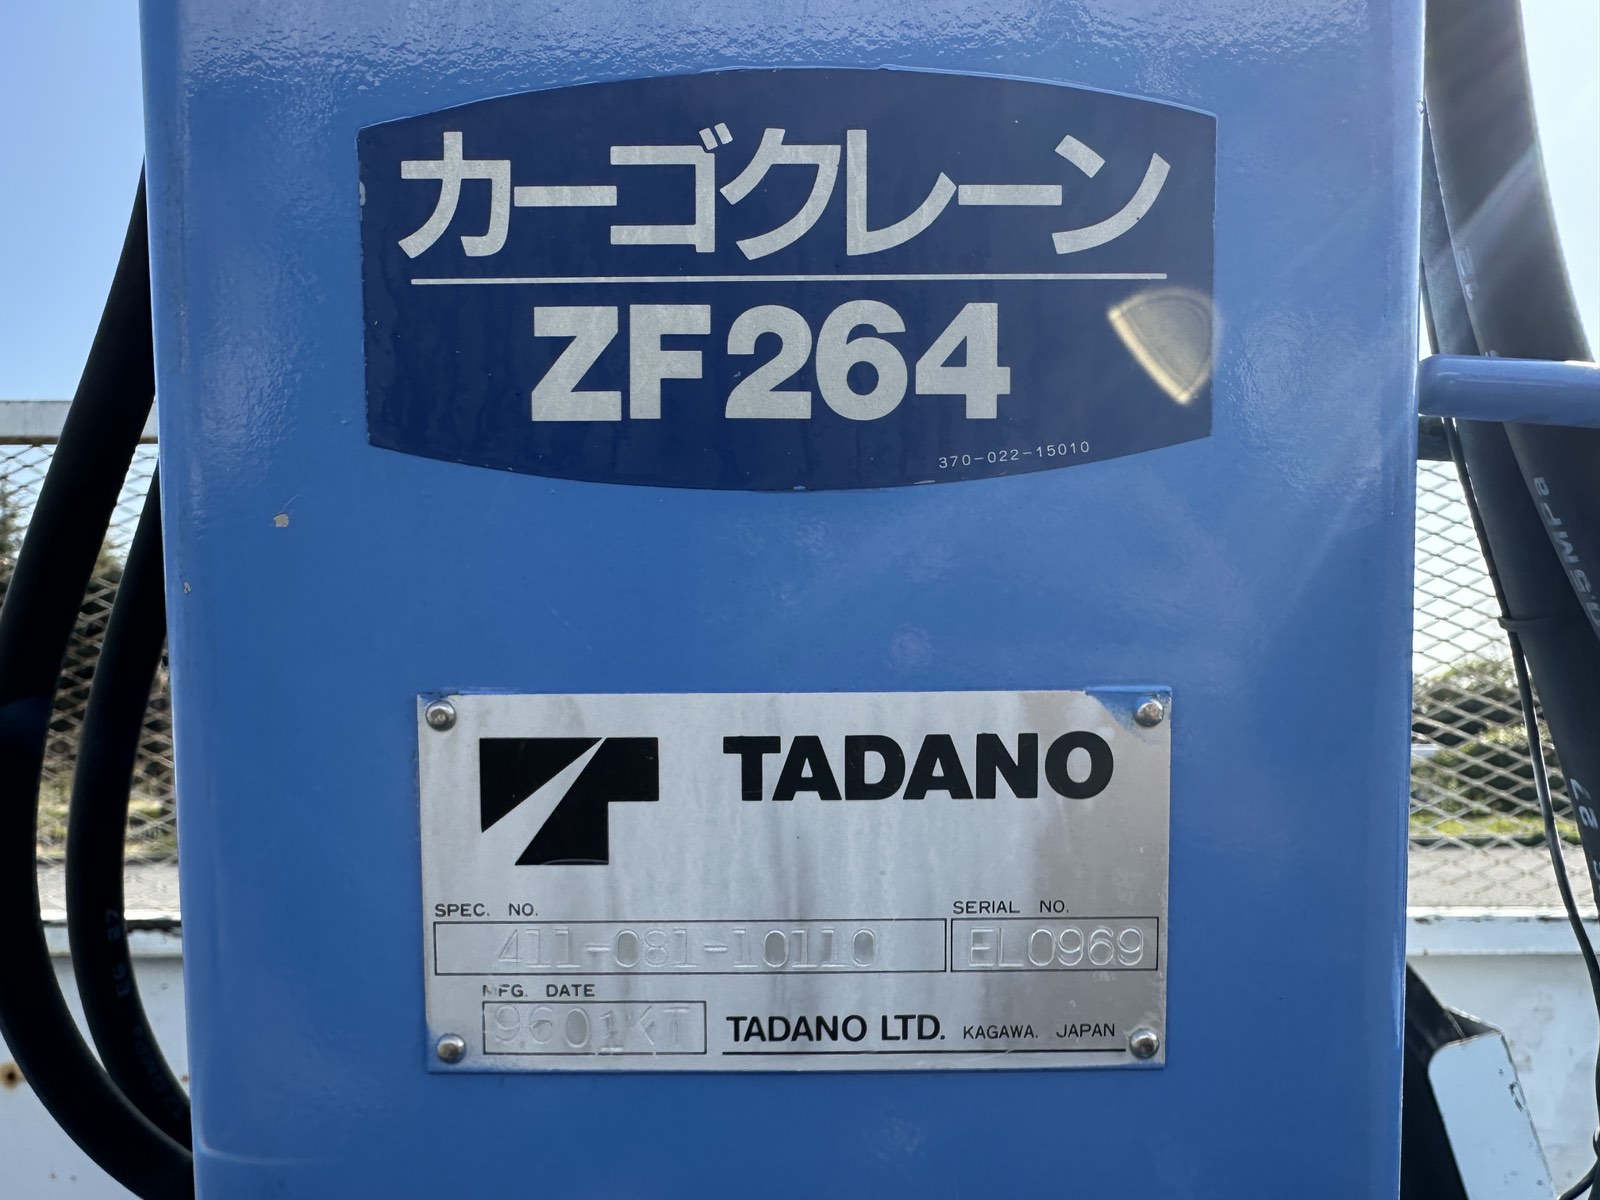 カーゴクレーン
ZF264
370-022-15010
TADANO
SPEC. NO.
SERIAL NO.
411-081-10110
EL0969
MFG. DATE
9601KT
TADANO LTD. KAGAWA. JAPAN
27